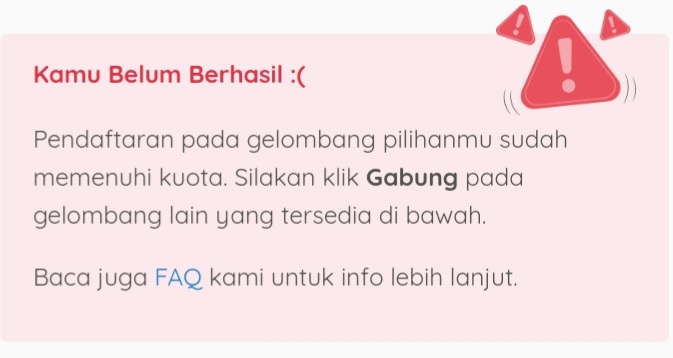 Kamu Belum Berhasil :(
Pendaftaran pada gelombang pilihanmu sudah
memenuhi kuota. Silakan klik Gabung pada
gelombang lain yang tersedia di bawah.
Baca juga FAQ kami untuk info lebih lanjut.